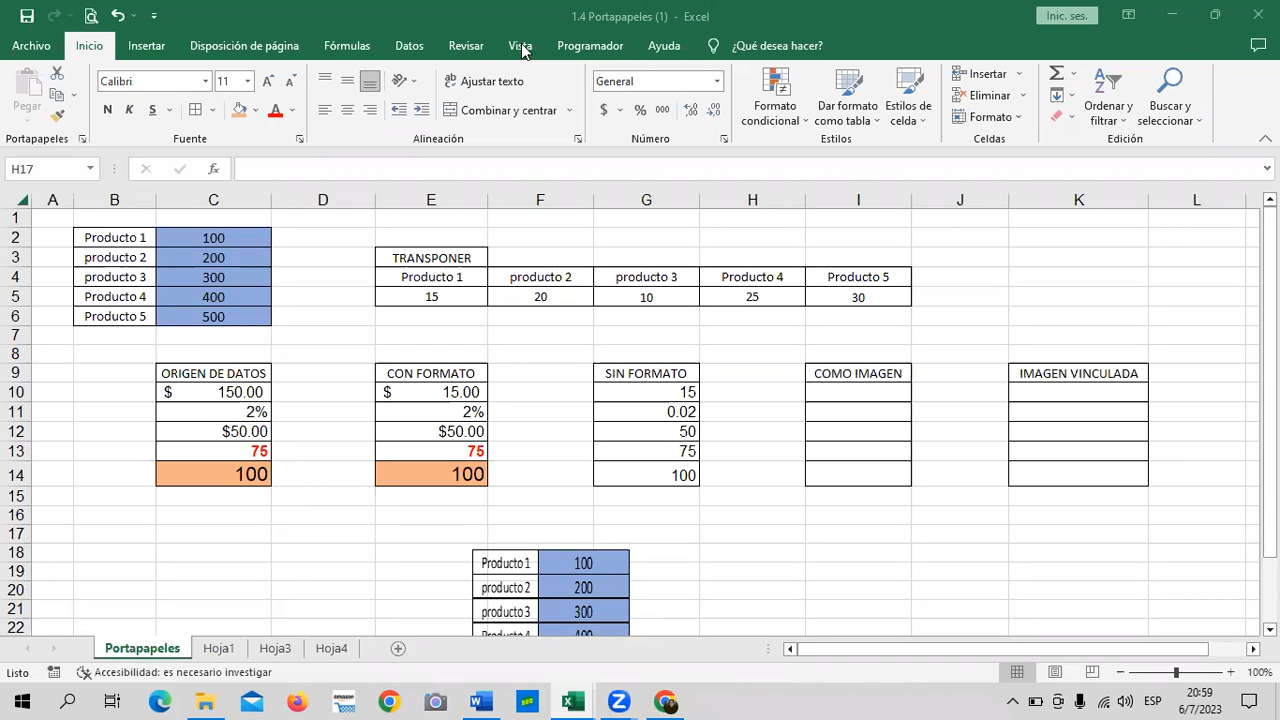 1.4 Portapapeles (1) - Excel
Inic. ses.
Archivo Inicio Insertar Disposición de página Fórmulas Datos Revisar Vista Programador Ayuda ¿Qué desea hacer?
Pegar
Calibri 11
N K S
Ajustar texto
Combinar y centrar
General
$ % 000
Formato condicional
Dar formato como tabla
Estilos de celda
Insertar
Eliminar
Formato
Ordenar y filtrar
Buscar y seleccionar
Portapapeles Fuente Alineación Número Estilos Celdas Edición
H17 fx
A B C D E F G H I J K L
1
2 Producto 1 100
3 producto 2 200 TRANSPONER
4 producto 3 300 Producto 1 producto 2 producto 3 Producto 4 Producto 5
5 Producto 4 400 15 20 10 25 30
6 Producto 5 500
7
8
9 ORIGEN DE DATOS CON FORMATO SIN FORMATO COMO IMAGEN IMAGEN VINCULADA
10 $ 150.00 $ 15.00 15
11 2% 2% 0.02
12 $50.00 $50.00 50
13 75 75 75
14 100 100 100
15
16
17
18 Producto 1 100
19
20 producto 2 200
21 producto 3 300
22 Producto 4 400
Portapapeles Hoja1 Hoja3 Hoja4
Listo Accesibilidad: es necesario investigar 100%
amazon
ESP
20:59
6/7/2023